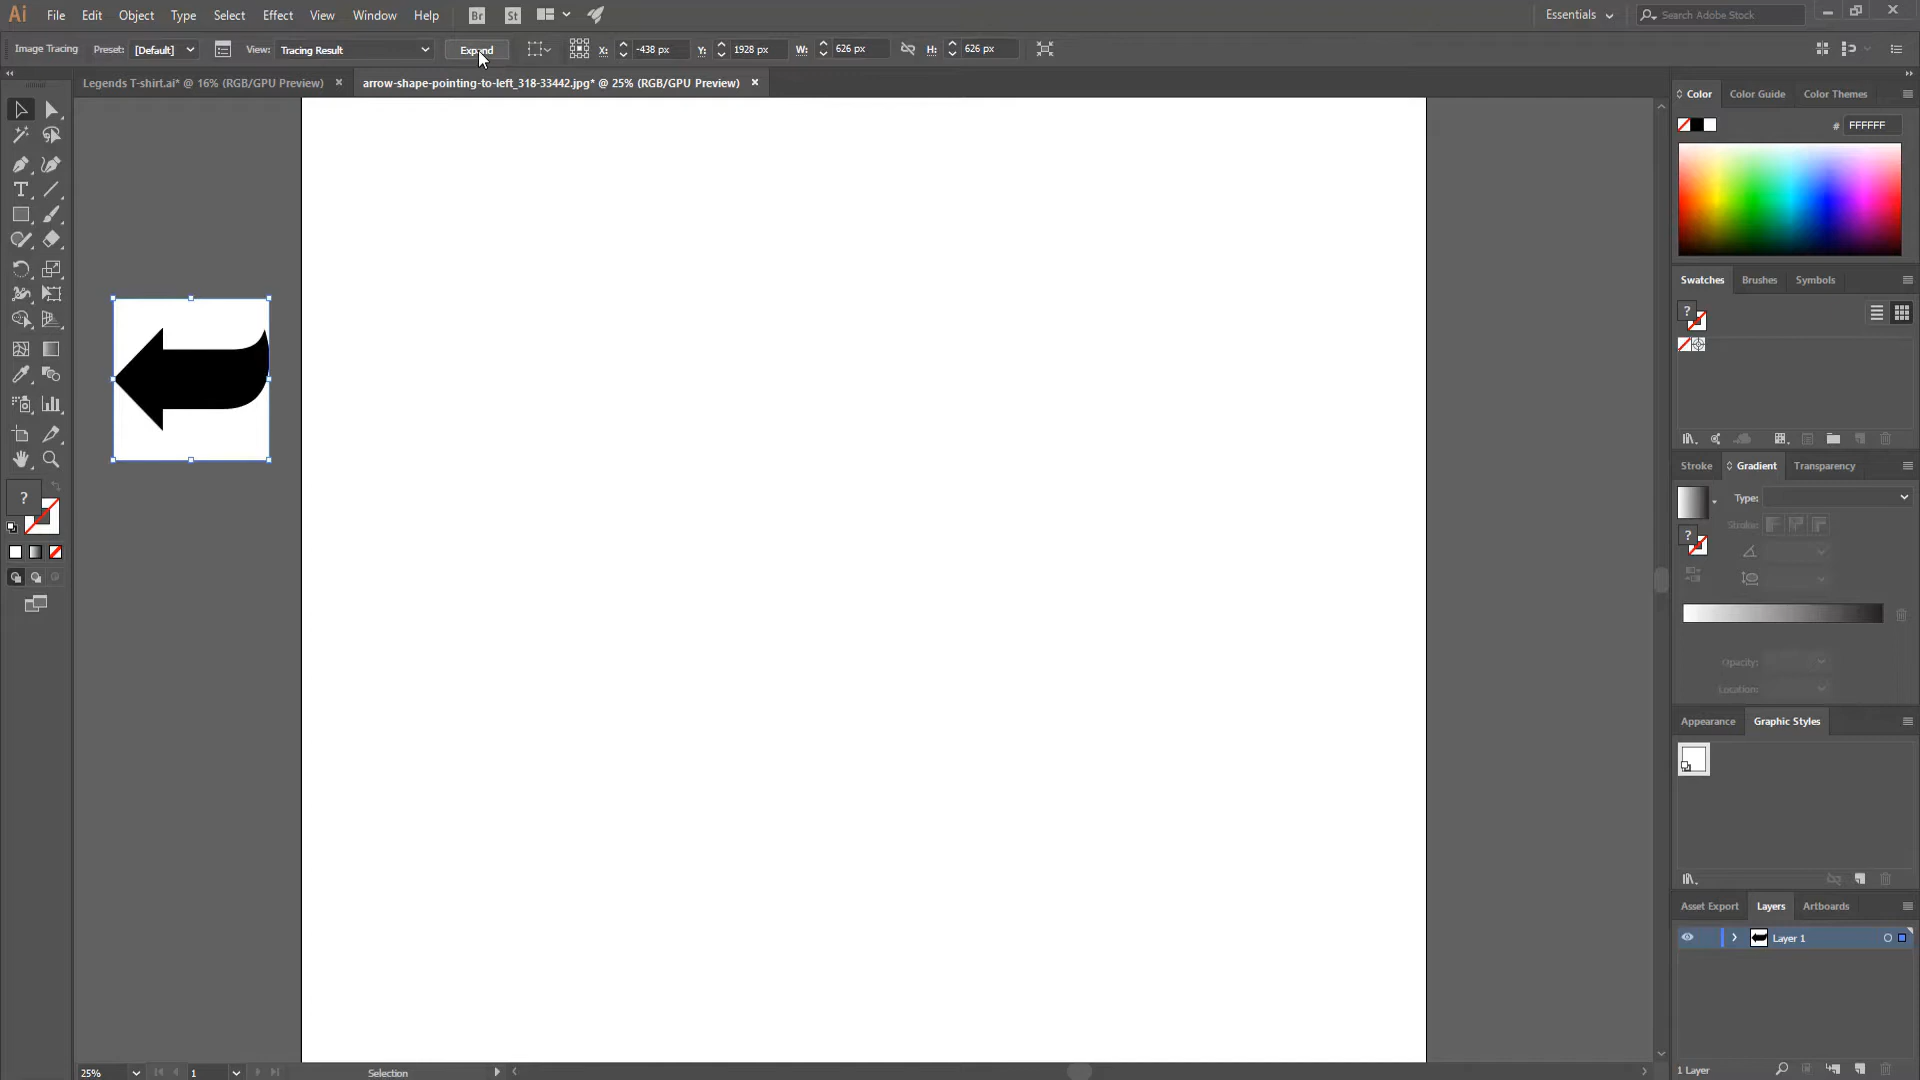 Ai File Edit Object Type Select Effect View Window Help Br St Essentials Search Adobe Stock
Image Tracing Preset: [Default] View: Tracing Result Expand X: -438 px Y: 1928 px W: 626 px H: 626 px
Legends T-shirt.ai* @ 16% (RGB/GPU Preview) arrow-shape-pointing-to-left_318-33442.jpg* @ 25% (RGB/GPU Preview)
Color Color Guide Color Themes
# FFFFFF
Swatches Brushes Symbols
?
T
?
Stroke Gradient Transparency
Type:
Stroke:
?
Opacity:
Location:
Appearance Graphic Styles
Asset Export Layers Artboards
Layer 1
25% 1 Selection
1 Layer